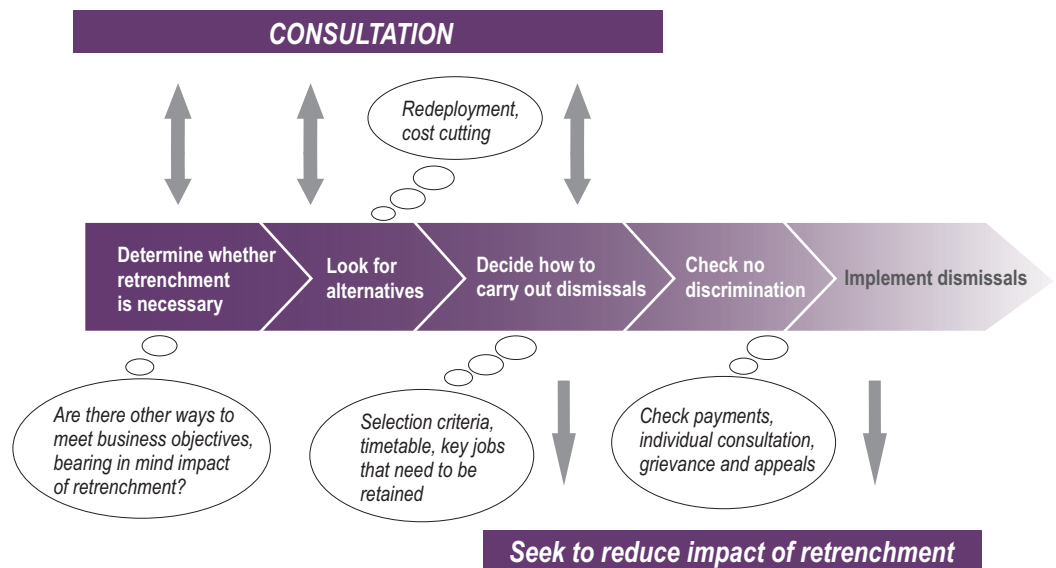 CONSULTATION
Redeployment,
cost cutting
Determine whether
retrenchment
is necessary
Look for
alternatives
Decide how to
carry out dismissals
Check no
discrimination
Implement dismissals
Are there other ways to
meet business objectives,
bearing in mind impact
of retrenchment?
Selection criteria,
timetable, key jobs
that need to be
retained
Check payments,
individual consultation,
grievance and appeals
Seek to reduce impact of retrenchment